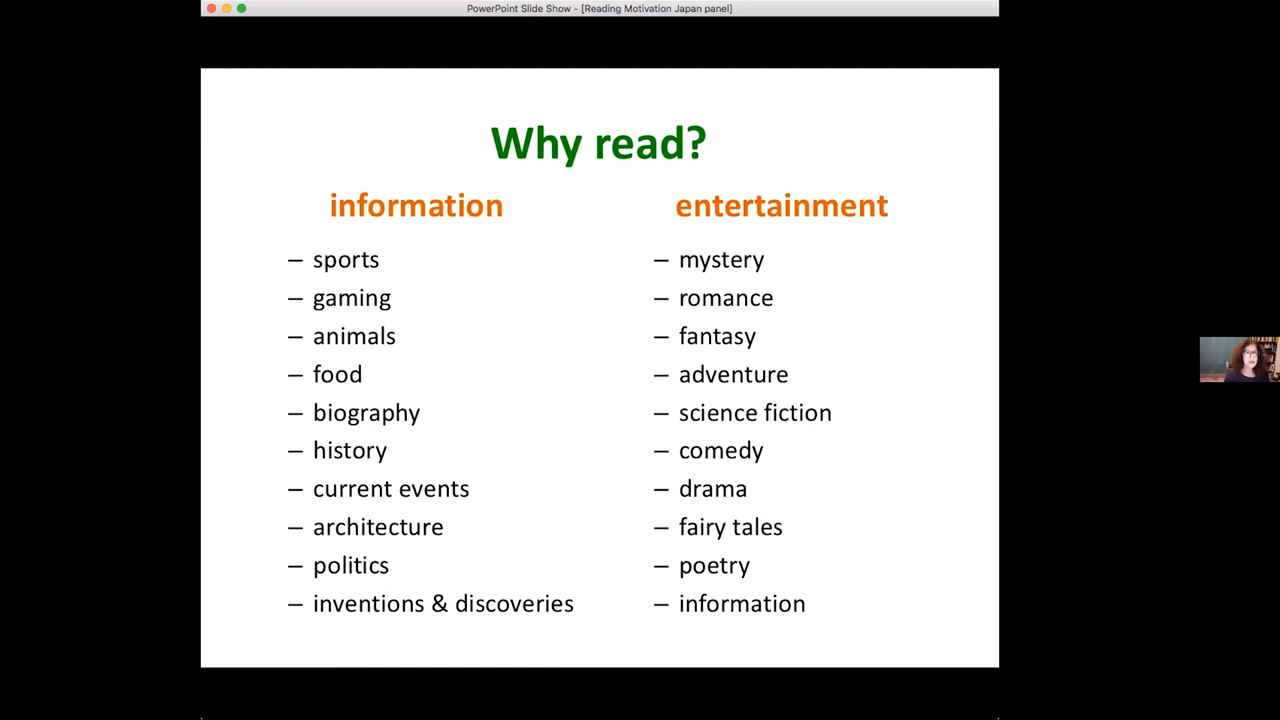 PowerPoint Slide Show - [Reading Motivation Japan panel]
Why read?
information
– sports
– gaming
– animals
– food
– biography
– history
– current events
– architecture
– politics
– inventions & discoveries
entertainment
– mystery
– romance
– fantasy
– adventure
– science fiction
– comedy
– drama
– fairy tales
– poetry
– information